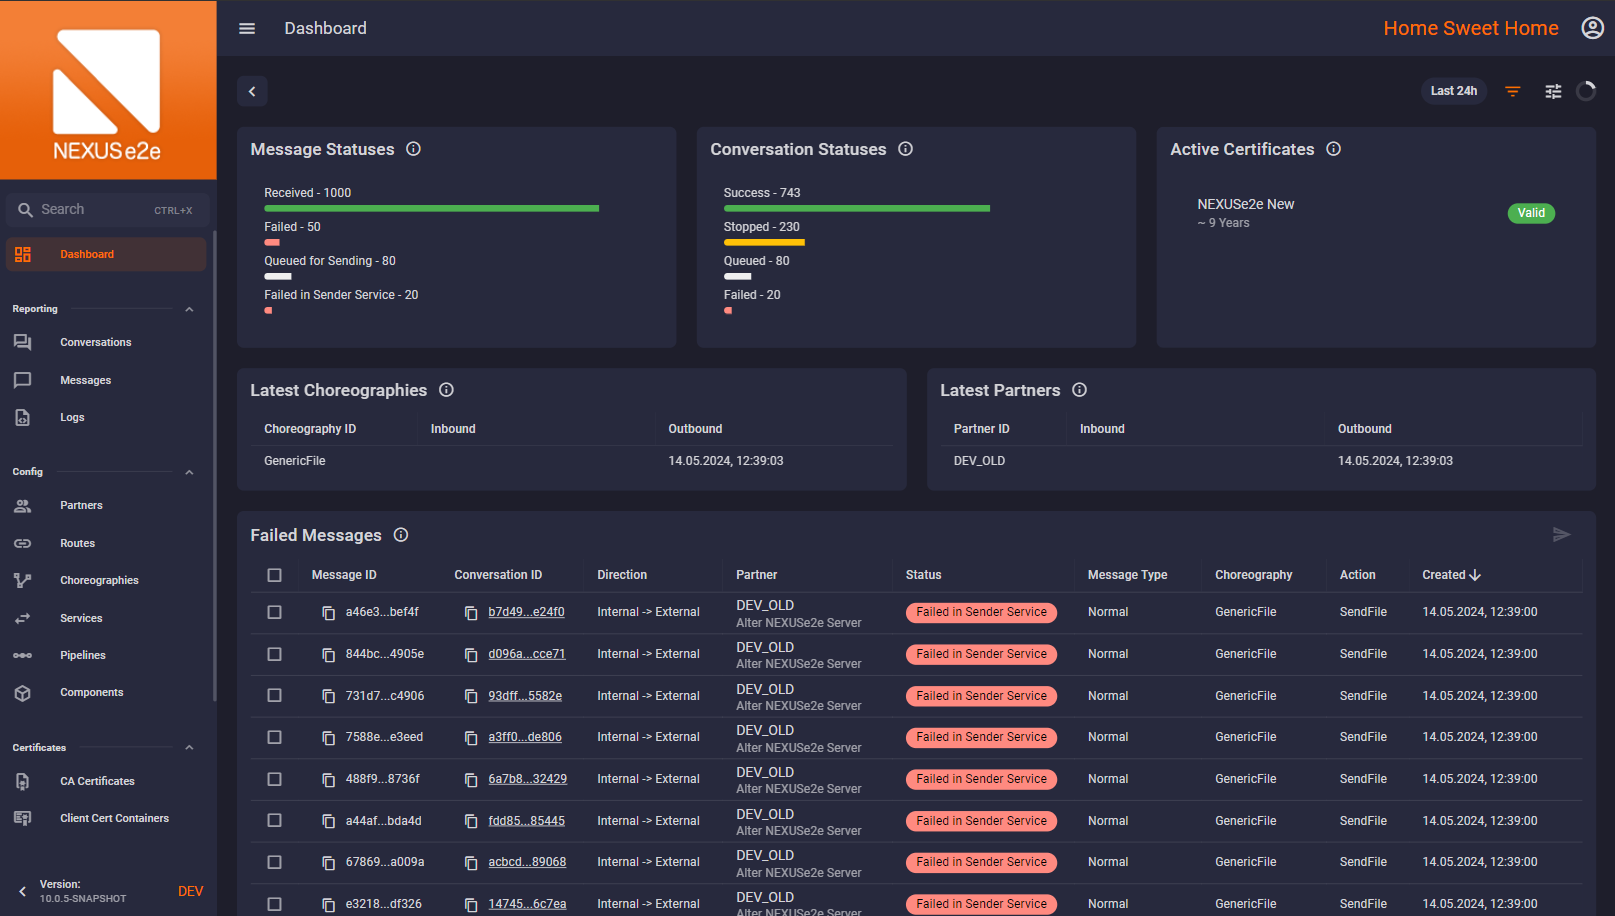 NEXUS e2e
Search CTRL+X
Dashboard
Reporting
Conversations
Messages
Logs
Config
Partners
Routes
Choreographies
Services
Pipelines
Components
Certificates
CA Certificates
Client Cert Containers
Version:
10.0.5-SNAPSHOT
DEV
Dashboard
Home Sweet Home
Last 24h
Message Statuses
Received - 1000
Failed - 50
Queued for Sending - 80
Failed in Sender Service - 20
Conversation Statuses
Success - 743
Stopped - 230
Queued - 80
Failed - 20
Active Certificates
NEXUSe2e New
~ 9 Years
Valid
Latest Choreographies
Choreography ID Inbound Outbound
GenericFile 14.05.2024, 12:39:03
Latest Partners
Partner ID Inbound Outbound
DEV_OLD 14.05.2024, 12:39:03
Failed Messages
Message ID Conversation ID Direction Partner Status Message Type Choreography Action Created
a46e3...bef4f b7d49...e24f0 Internal -> External DEV_OLD Failed in Sender Service Normal GenericFile SendFile 14.05.2024, 12:39:00
Alter NEXUSe2e Server
844bc...4905e d096a...cce71 Internal -> External DEV_OLD Failed in Sender Service Normal GenericFile SendFile 14.05.2024, 12:39:00
Alter NEXUSe2e Server
731d7...c4906 93dff...5582e Internal -> External DEV_OLD Failed in Sender Service Normal GenericFile SendFile 14.05.2024, 12:39:00
Alter NEXUSe2e Server
7588e...e3eed a3ff0...de806 Internal -> External DEV_OLD Failed in Sender Service Normal GenericFile SendFile 14.05.2024, 12:39:00
Alter NEXUSe2e Server
488f9...8736f 6a7b8...32429 Internal -> External DEV_OLD Failed in Sender Service Normal GenericFile SendFile 14.05.2024, 12:39:00
Alter NEXUSe2e Server
a44af...bda4d fdd85...85445 Internal -> External DEV_OLD Failed in Sender Service Normal GenericFile SendFile 14.05.2024, 12:39:00
Alter NEXUSe2e Server
67869...a009a acbcd...89068 Internal -> External DEV_OLD Failed in Sender Service Normal GenericFile SendFile 14.05.2024, 12:39:00
Alter NEXUSe2e Server
e3218...df326 14745...6c7ea Internal -> External DEV_OLD Failed in Sender Service Normal GenericFile SendFile 14.05.2024, 12:39:00
Alter NEXUSe2e Server